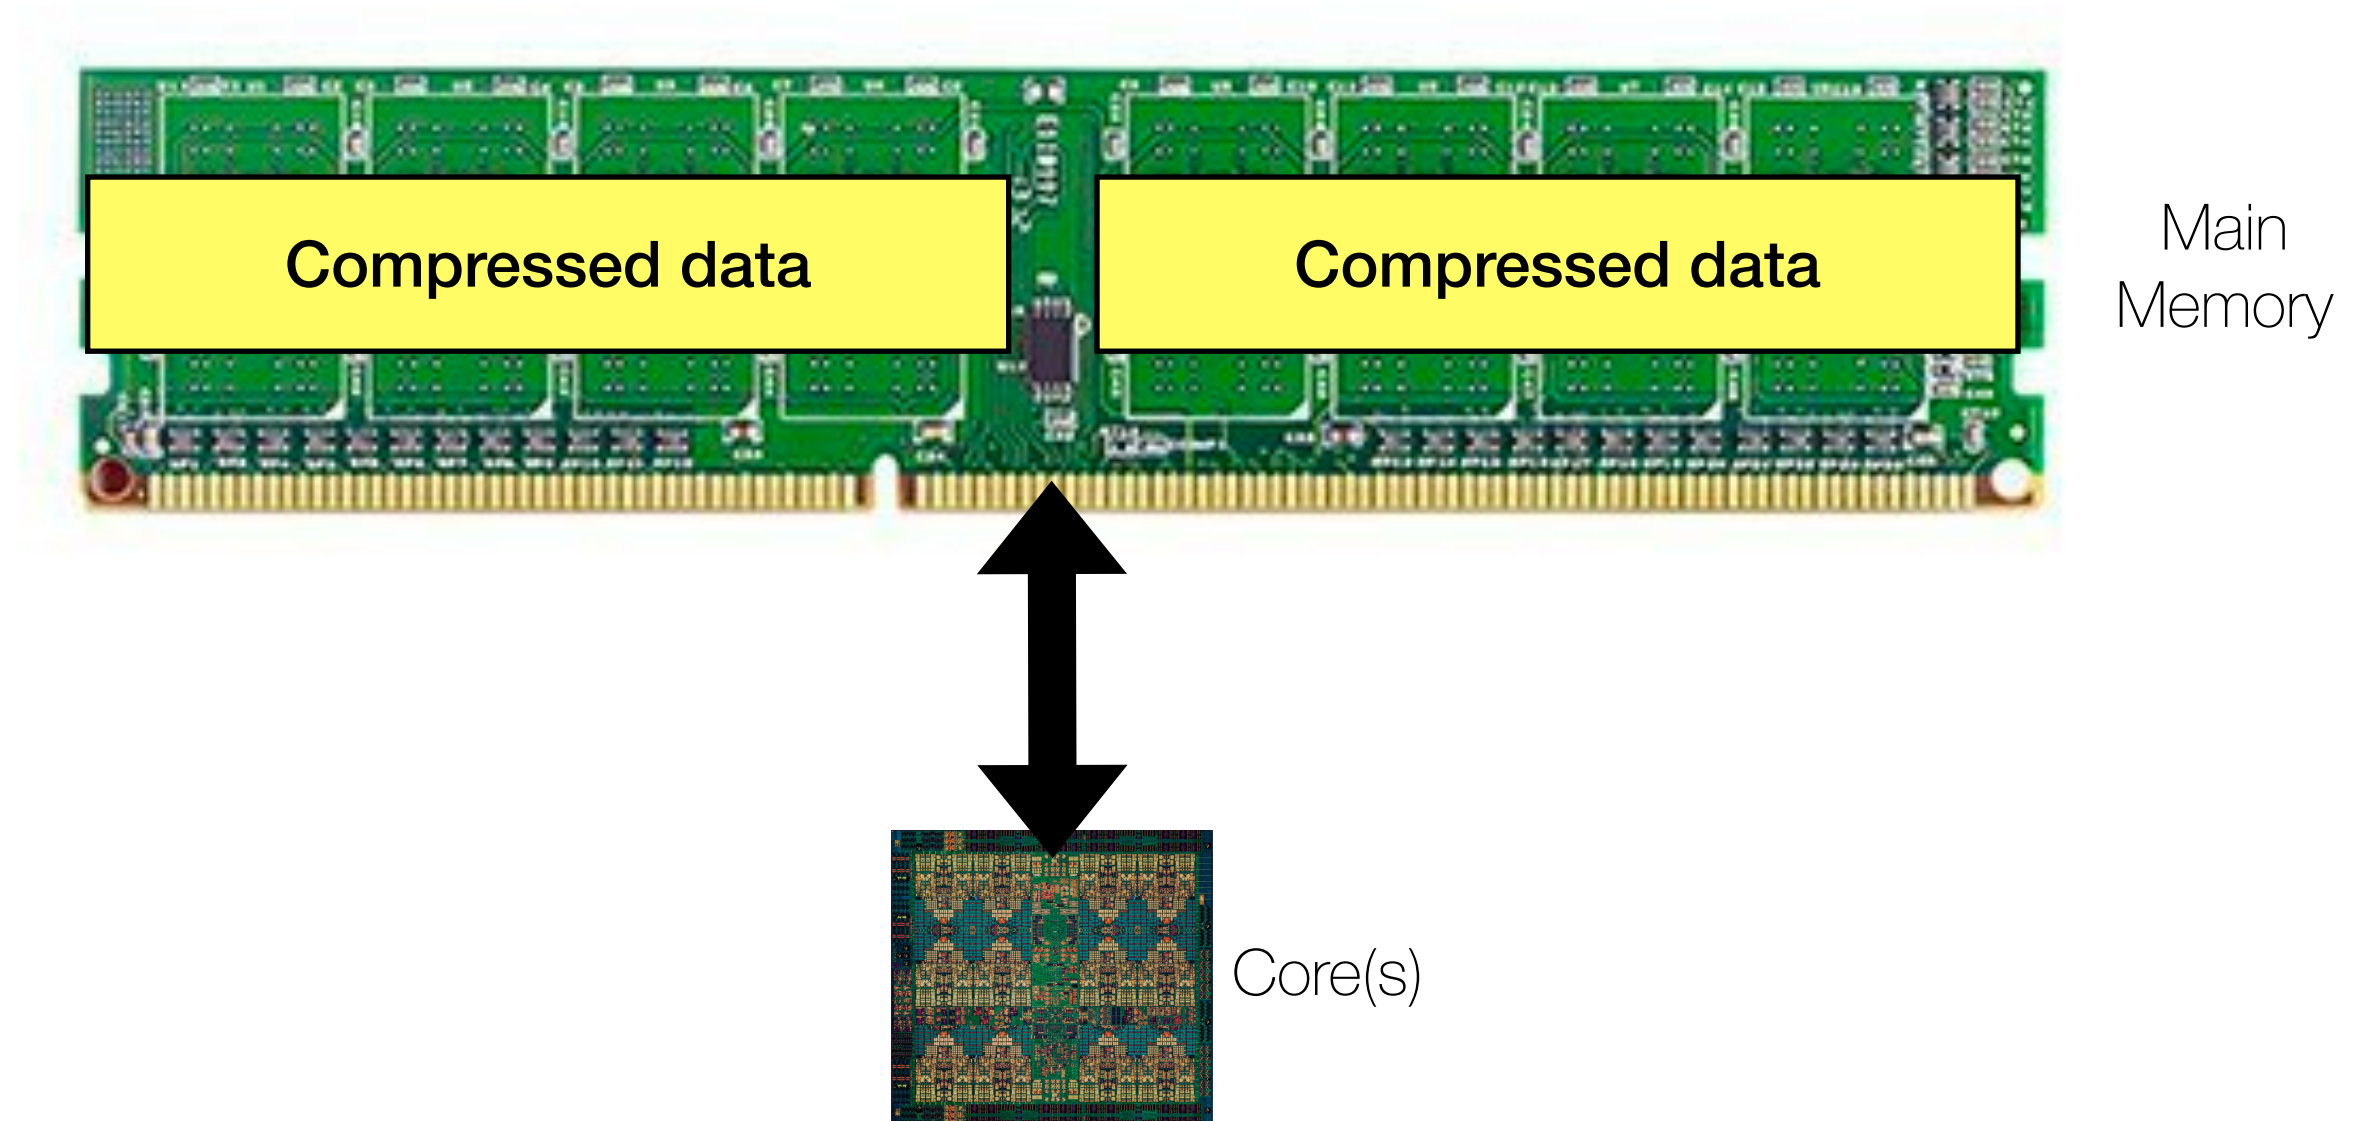 Compressed data
Compressed data
Main
Memory
Core(s)